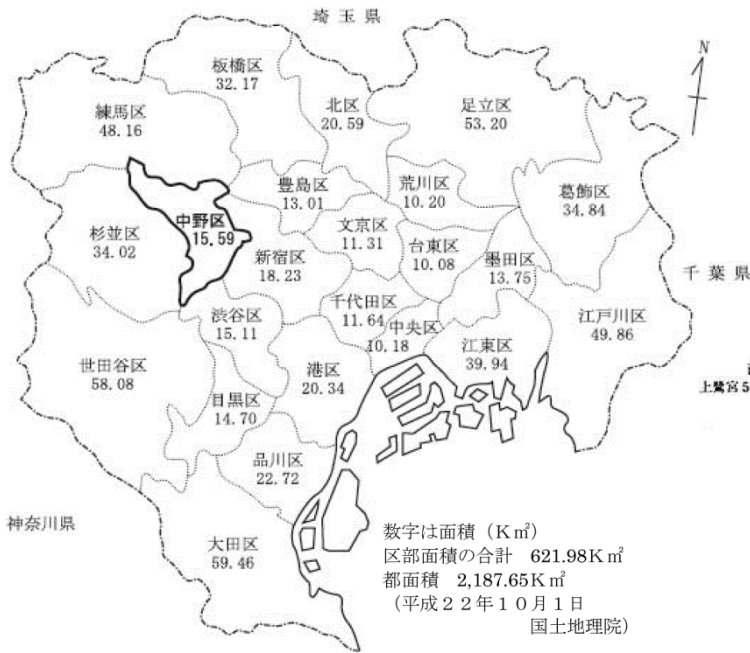 埼玉県
N
板橋区
32.17
北区
20.59
足立区
53.20
練馬区
48.16
豊島区
13.01
荒川区
10.20
葛飾区
34.84
中野区
15.59
文京区
11.31
台東区
10.08
杉並区
34.02
新宿区
18.23
墨田区
13.75
千葉県
千代田区
11.64
中央区
10.18
渋谷区
15.11
江東区
39.94
江戸川区
49.86
世田谷区
58.08
港区
20.34
目黒区
14.70
上鷺宮5
品川区
22.72
神奈川県
大田区
59.46
数字は面積（K㎡）
区部面積の合計 621.98K㎡
都面積 2,187.65K㎡
（平成２２年１０月１日
国土地理院）